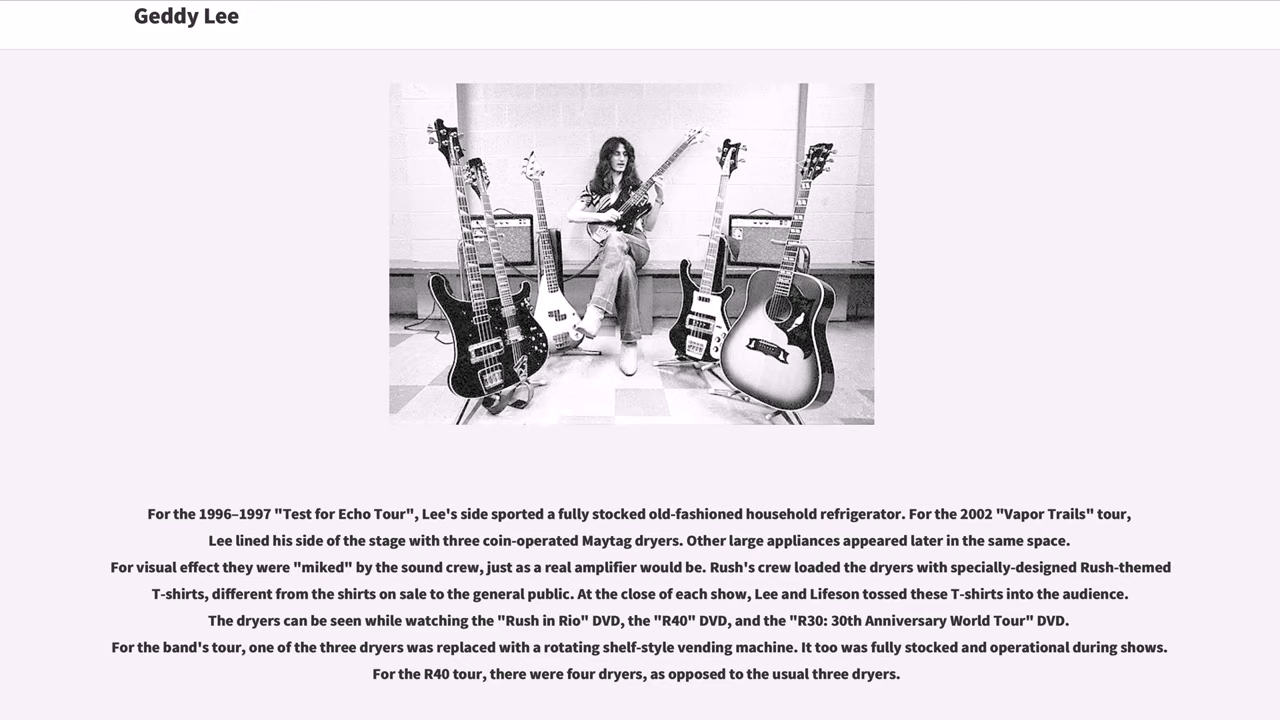 Geddy Lee
For the 1996–1997 "Test for Echo Tour", Lee's side sported a fully stocked old-fashioned household refrigerator. For the 2002 "Vapor Trails" tour,
Lee lined his side of the stage with three coin-operated Maytag dryers. Other large appliances appeared later in the same space.
For visual effect they were "miked" by the sound crew, just as a real amplifier would be. Rush's crew loaded the dryers with specially-designed Rush-themed
T-shirts, different from the shirts on sale to the general public. At the close of each show, Lee and Lifeson tossed these T-shirts into the audience.
The dryers can be seen while watching the "Rush in Rio" DVD, the "R40" DVD, and the "R30: 30th Anniversary World Tour" DVD.
For the band's tour, one of the three dryers was replaced with a rotating shelf-style vending machine. It too was fully stocked and operational during shows.
For the R40 tour, there were four dryers, as opposed to the usual three dryers.